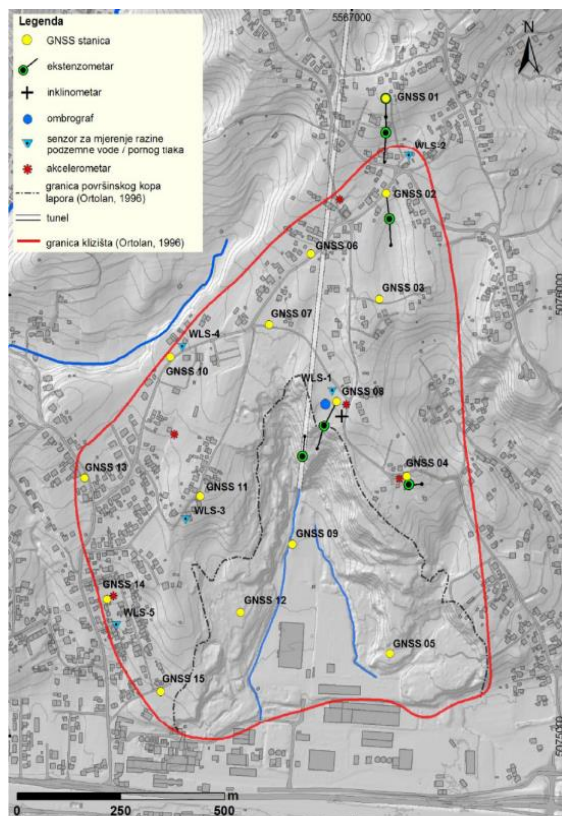 5567000
Legenda
GNSS stanica
ekstenzometar
inklinometar
ombrograf
senzor za mjerenje razine
podzemne vode / pornog tlaka
akcelerometar
granica površinskog kopa
lapora (Ortolan, 1996)
tunel
granica klizišta (Ortolan, 1996)
N
GNSS 01
WLS-2
GNSS 02
GNSS 06
5076000
GNSS 03
GNSS 07
WLS-4
GNSS 10
WLS-1
GNSS 08
GNSS 04
GNSS 13
GNSS 11
WLS-3
GNSS 09
GNSS 14
GNSS 12
WLS-5
GNSS 05
GNSS 15
5075000
0 250 500
m